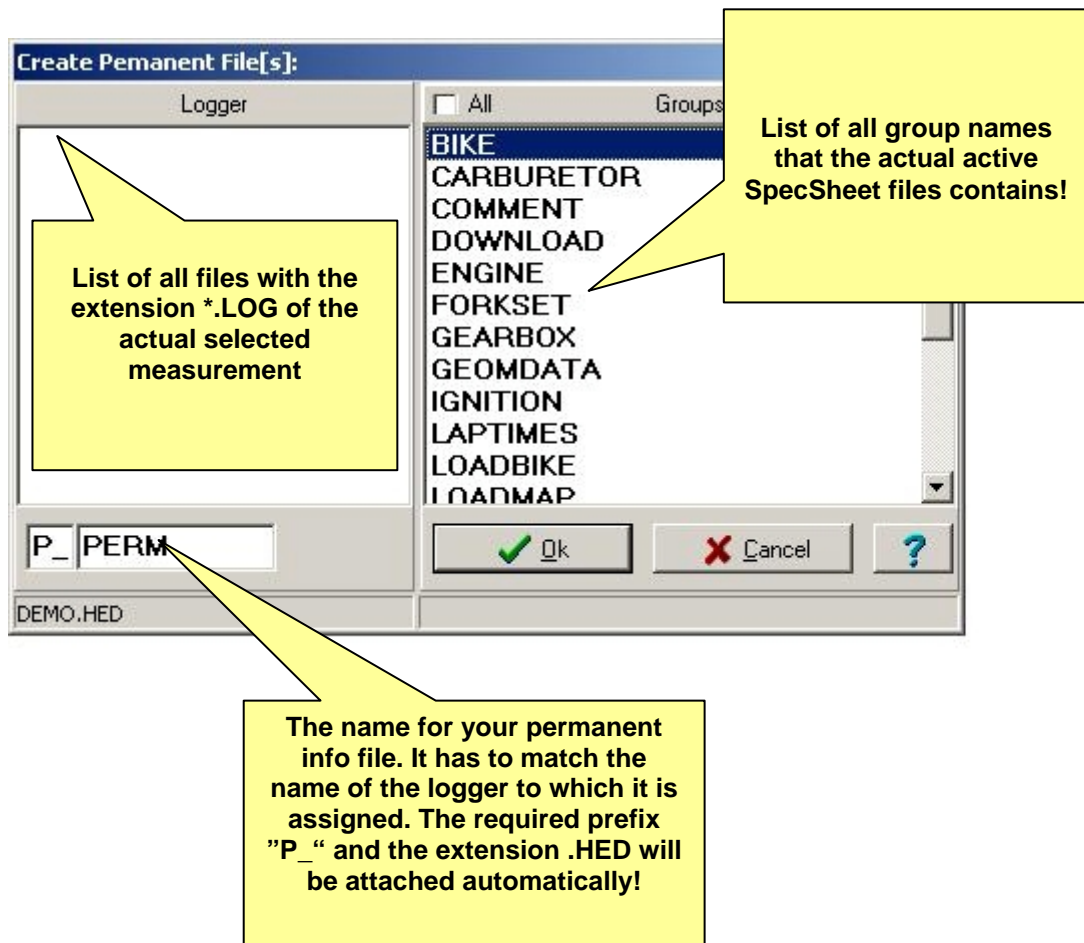 Create Pemanent File[s]:
Logger
All
Groups
BIKE
CARBURETOR
COMMENT
DOWNLOAD
ENGINE
FORKSET
GEARBOX
GEOMDATA
IGNITION
LAPTIMES
LOADBIKE
LOADMAP
List of all group names
that the actual active
SpecSheet files contains!
List of all files with the
extension *.LOG of the
actual selected
measurement
P_ PERM
Ok
Cancel
?
DEMO.HED
The name for your permanent
info file. It has to match the
name of the logger to which it is
assigned. The required prefix
”P_“ and the extension .HED will
be attached automatically!